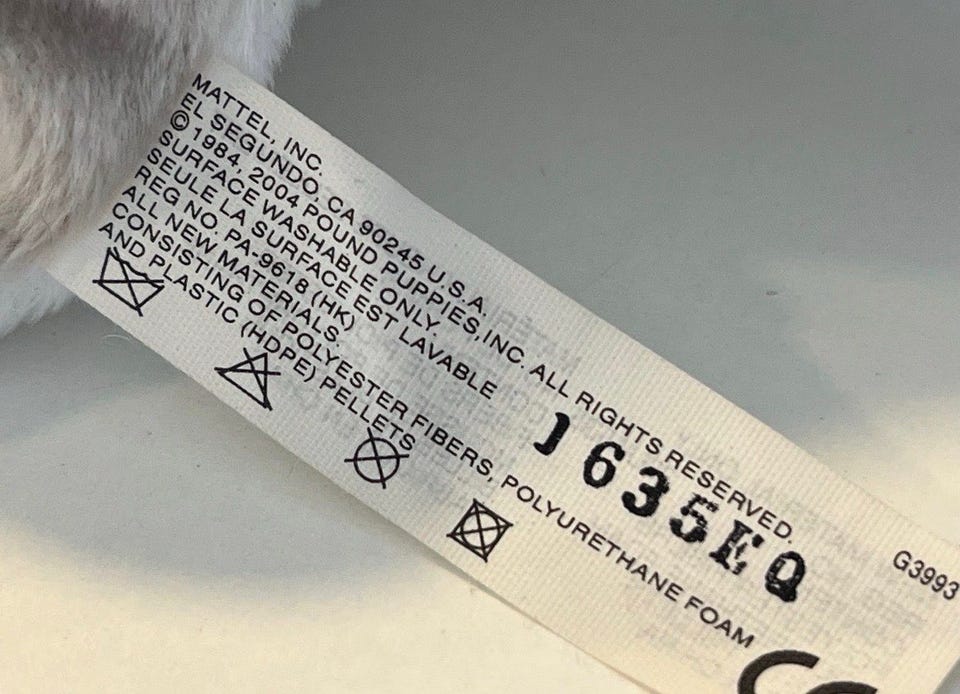 MATTEL, INC.
EL SEGUNDO, CA 90245 U.S.A.
© 1984, 2004 POUND PUPPIES,INC. ALL RIGHTS RESERVED.
SURFACE WASHABLE ONLY.
SEULE LA SURFACE EST LAVABLE
REG NO. PA-9618 (HK)
ALL NEW MATERIALS
CONSISTING OF POLYESTER FIBERS, POLYURETHANE FOAM
AND PLASTIC (HDPE) PELLETS
1635EQ
G3993
CE